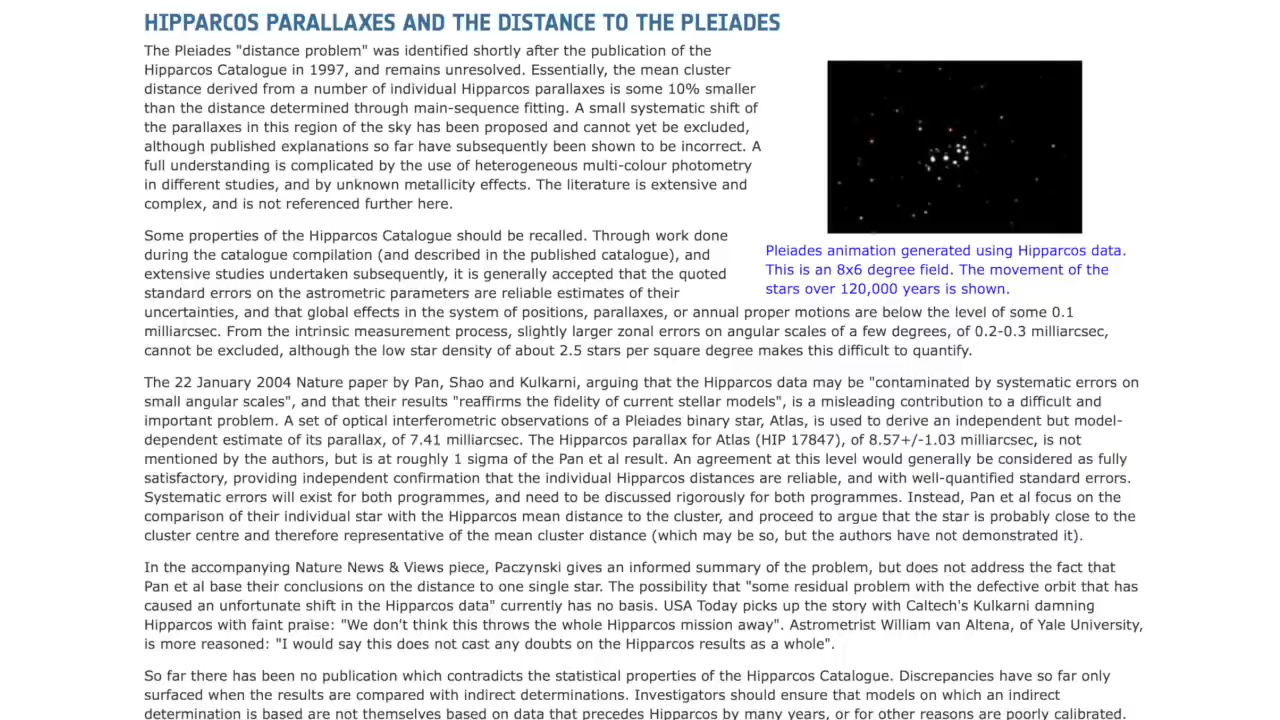 HIPPARCOS PARALLAXES AND THE DISTANCE TO THE PLEIADES
The Pleiades "distance problem" was identified shortly after the publication of the
Hipparcos Catalogue in 1997, and remains unresolved. Essentially, the mean cluster
distance derived from a number of individual Hipparcos parallaxes is some 10% smaller
than the distance determined through main-sequence fitting. A small systematic shift of
the parallaxes in this region of the sky has been proposed and cannot yet be excluded,
although published explanations so far have subsequently been shown to be incorrect. A
full understanding is complicated by the use of heterogeneous multi-colour photometry
in different studies, and by unknown metallicity effects. The literature is extensive and
complex, and is not referenced further here.
Pleiades animation generated using Hipparcos data.
This is an 8x6 degree field. The movement of the
stars over 120,000 years is shown.
Some properties of the Hipparcos Catalogue should be recalled. Through work done
during the catalogue compilation (and described in the published catalogue), and
extensive studies undertaken subsequently, it is generally accepted that the quoted
standard errors on the astrometric parameters are reliable estimates of their
uncertainties, and that global effects in the system of positions, parallaxes, or annual proper motions are below the level of some 0.1
milliarcsec. From the intrinsic measurement process, slightly larger zonal errors on angular scales of a few degrees, of 0.2-0.3 milliarcsec,
cannot be excluded, although the low star density of about 2.5 stars per square degree makes this difficult to quantify.
The 22 January 2004 Nature paper by Pan, Shao and Kulkarni, arguing that the Hipparcos data may be "contaminated by systematic errors on
small angular scales", and that their results "reaffirms the fidelity of current stellar models", is a misleading contribution to a difficult and
important problem. A set of optical interferometric observations of a Pleiades binary star, Atlas, is used to derive an independent but model-
dependent estimate of its parallax, of 7.41 milliarcsec. The Hipparcos parallax for Atlas (HIP 17847), of 8.57+/-1.03 milliarcsec, is not
mentioned by the authors, but is at roughly 1 sigma of the Pan et al result. An agreement at this level would generally be considered as fully
satisfactory, providing independent confirmation that the individual Hipparcos distances are reliable, and with well-quantified standard errors.
Systematic errors will exist for both programmes, and need to be discussed rigorously for both programmes. Instead, Pan et al focus on the
comparison of their individual star with the Hipparcos mean distance to the cluster, and proceed to argue that the star is probably close to the
cluster centre and therefore representative of the mean cluster distance (which may be so, but the authors have not demonstrated it).
In the accompanying Nature News & Views piece, Paczynski gives an informed summary of the problem, but does not address the fact that
Pan et al base their conclusions on the distance to one single star. The possibility that "some residual problem with the defective orbit that has
caused an unfortunate shift in the Hipparcos data" currently has no basis. USA Today picks up the story with Caltech's Kulkarni damning
Hipparcos with faint praise: "We don't think this throws the whole Hipparcos mission away". Astrometrist William van Altena, of Yale University,
is more reasoned: "I would say this does not cast any doubts on the Hipparcos results as a whole".
So far there has been no publication which contradicts the statistical properties of the Hipparcos Catalogue. Discrepancies have so far only
surfaced when the results are compared with indirect determinations. Investigators should ensure that models on which an indirect
determination is based are not themselves based on data that precedes Hipparcos by many years, or for other reasons are poorly calibrated.